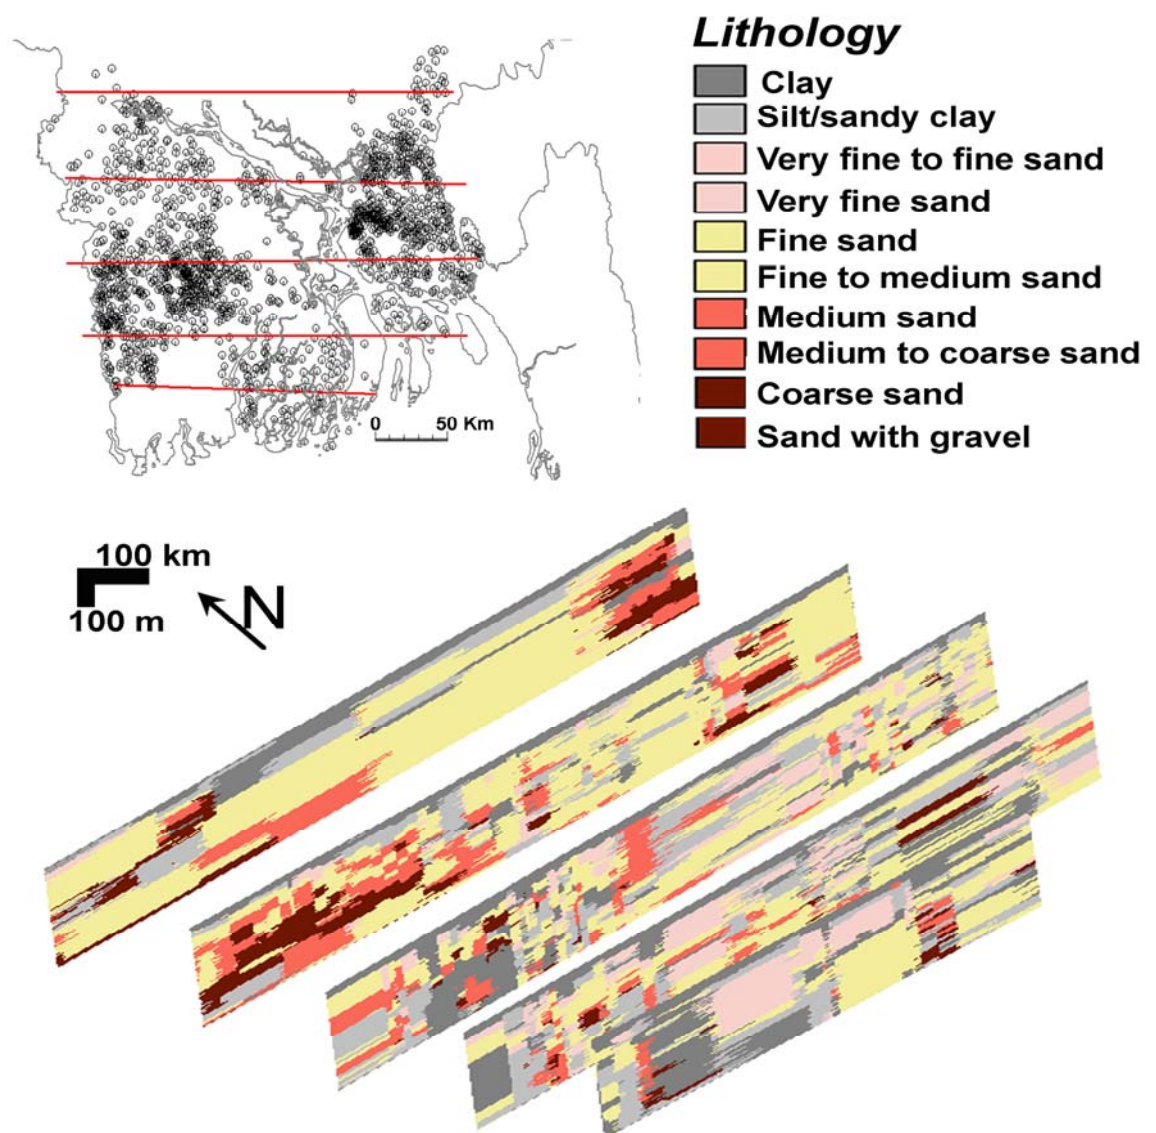 Lithology
Clay
Silt/sandy clay
Very fine to fine sand
Very fine sand
Fine sand
Fine to medium sand
Medium sand
Medium to coarse sand
Coarse sand
Sand with gravel
0 50 Km
100 km
100 m
N